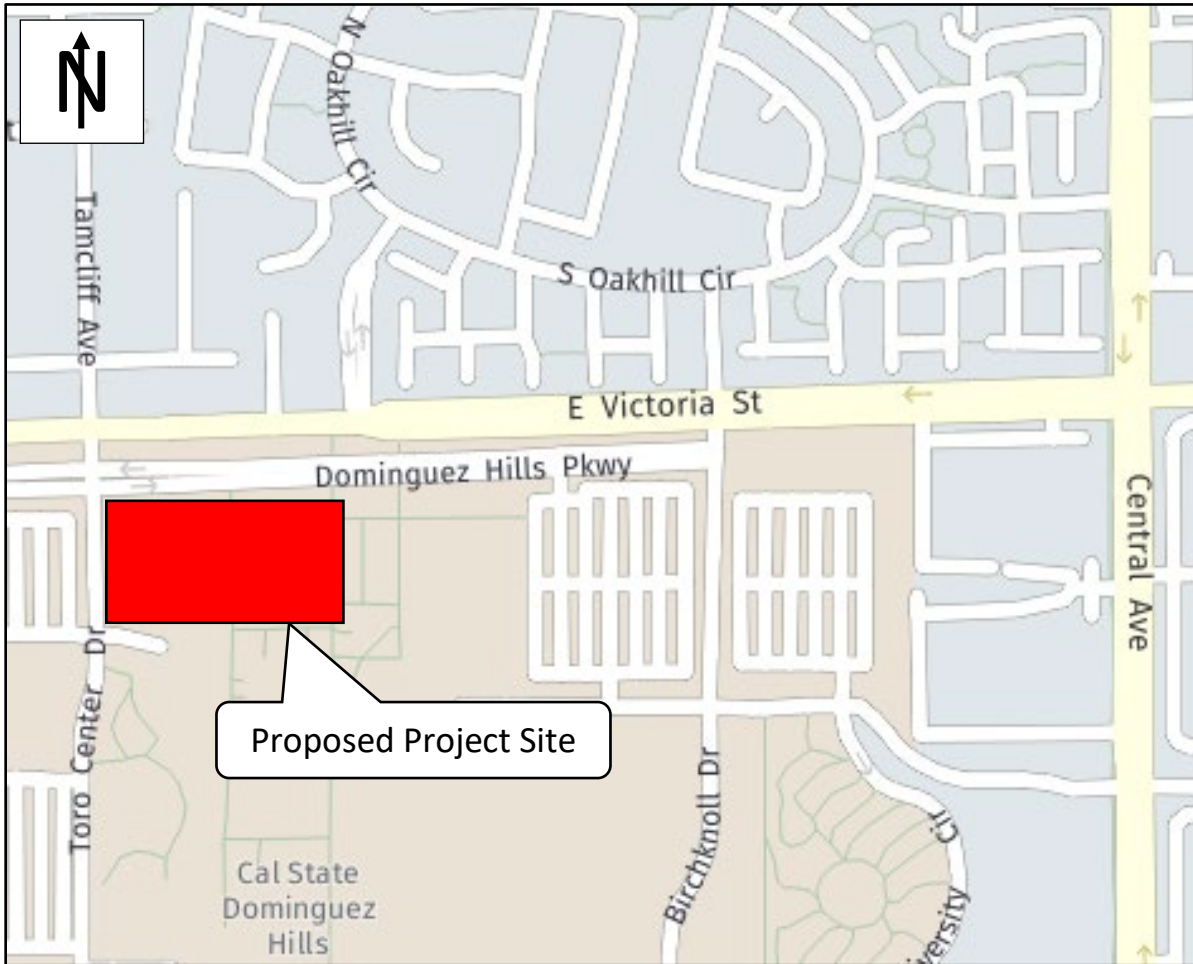 N
N Oakhill Cir
Tamcliff Ave
S Oakhill Cir
E Victoria St
Dominguez Hills Pkwy
Central Ave
Toro Center Dr
Proposed Project Site
Birchknoll Dr
Cir
Cal State
Dominguez
Hills